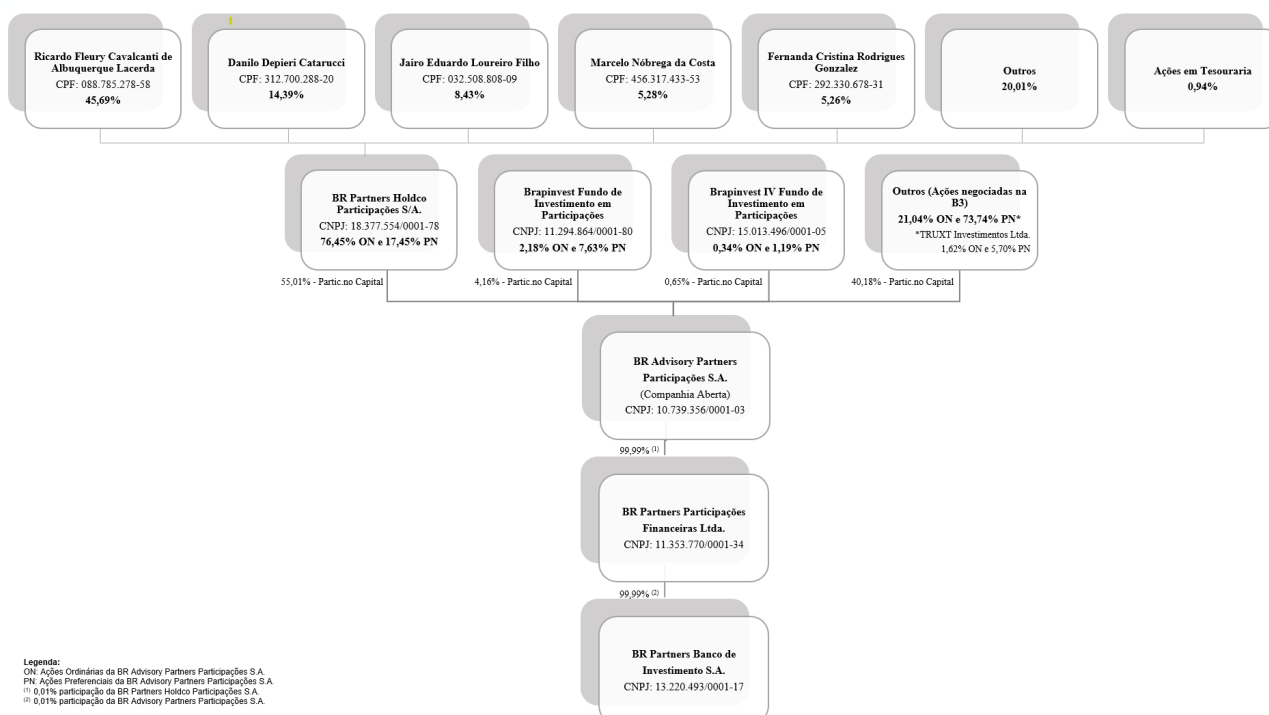 Ricardo Fleury Cavalcanti de
Albuquerque Lacerda
CPF: 088.785.278-58
45,69%
Danilo Depieri Catarucci
CPF: 312.700.288-20
14,39%
Jairo Eduardo Loureiro Filho
CPF: 032.508.808-09
8,43%
Marcelo Nóbrega da Costa
CPF: 456.317.433-53
5,28%
Fernanda Cristina Rodrigues
Gonzalez
CPF: 292.330.678-31
5,26%
Outros
20,01%
Ações em Tesouraria
0,94%
BR Partners Holdco
Participações S/A.
CNPJ: 18.377.554/0001-78
76,45% ON e 17,45% PN
Brapinvest Fundo de
Investimento em
Participações
CNPJ: 11.294.864/0001-80
2,18% ON e 7,63% PN
Brapinvest IV Fundo de
Investimento em
Participações
CNPJ: 15.013.496/0001-05
0,34% ON e 1,19% PN
Outros (Ações negociadas na
B3)
21,04% ON e 73,74% PN*
*TRUXT Investimentos Ltda.
1,62% ON e 5,70% PN
55,01% - Partic.no Capital
4,16% - Partic.no Capital
0,65% - Partic.no Capital
40,18% - Partic.no Capital
BR Advisory Partners
Participações S.A.
(Companhia Aberta)
CNPJ: 10.739.356/0001-03
99,99% (1)
BR Partners Participações
Financeiras Ltda.
CNPJ: 11.353.770/0001-34
99,99% (2)
BR Partners Banco de
Investimento S.A.
CNPJ: 13.220.493/0001-17
Legenda:
ON: Ações Ordinárias da BR Advisory Partners Participações S.A.
PN: Ações Preferenciais da BR Advisory Partners Participações S.A.
(1) 0,01% participação da BR Partners Holdco Participações S.A.
(2) 0,01% participação da BR Advisory Partners Participações S.A.